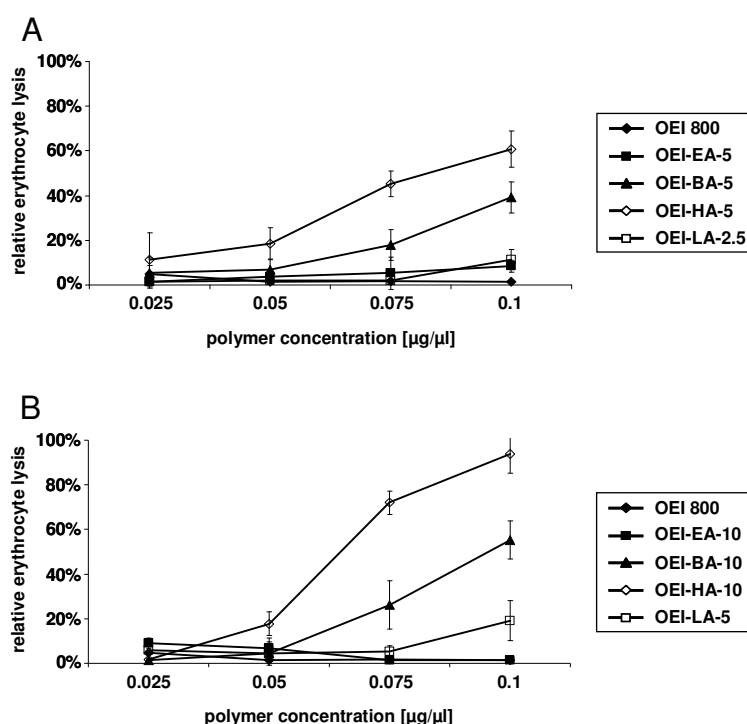 A
relative erythrocyte lysis
100%
80%
60%
40%
20%
0%
0.025 0.05 0.075 0.1
polymer concentration [µg/µl]
OEI 800
OEI-EA-5
OEI-BA-5
OEI-HA-5
OEI-LA-2.5
B
relative erythrocyte lysis
100%
80%
60%
40%
20%
0%
0.025 0.05 0.075 0.1
polymer concentration [µg/µl]
OEI 800
OEI-EA-10
OEI-BA-10
OEI-HA-10
OEI-LA-5